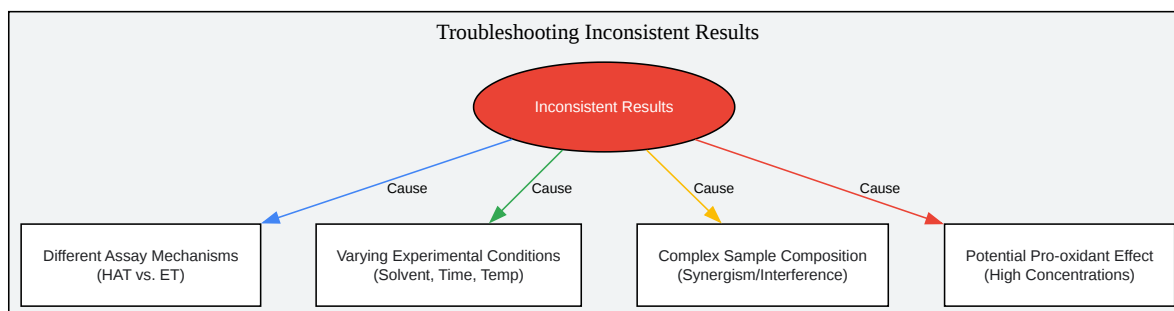 Troubleshooting Inconsistent Results
Inconsistent Results
Cause
Cause
Cause
Cause
Different Assay Mechanisms
(HAT vs. ET)
Varying Experimental Conditions
(Solvent, Time, Temp)
Complex Sample Composition
(Synergism/Interference)
Potential Pro-oxidant Effect
(High Concentrations)